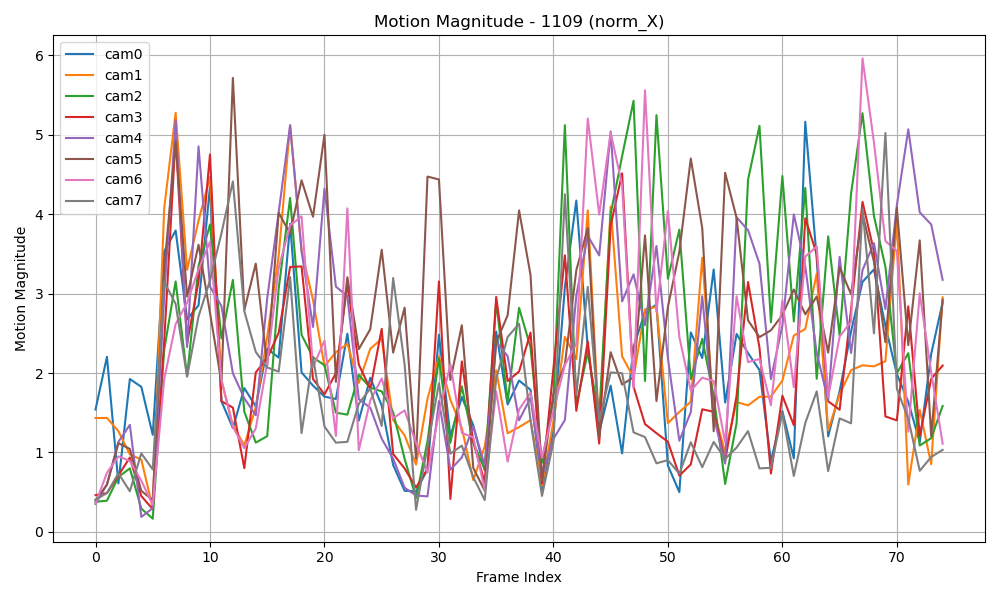 Motion Magnitude - 1109 (norm_X)
Motion Magnitude
6
5
4
3
2
1
0
cam0
cam1
cam2
cam3
cam4
cam5
cam6
cam7
0 10 20 30 40 50 60 70
Frame Index